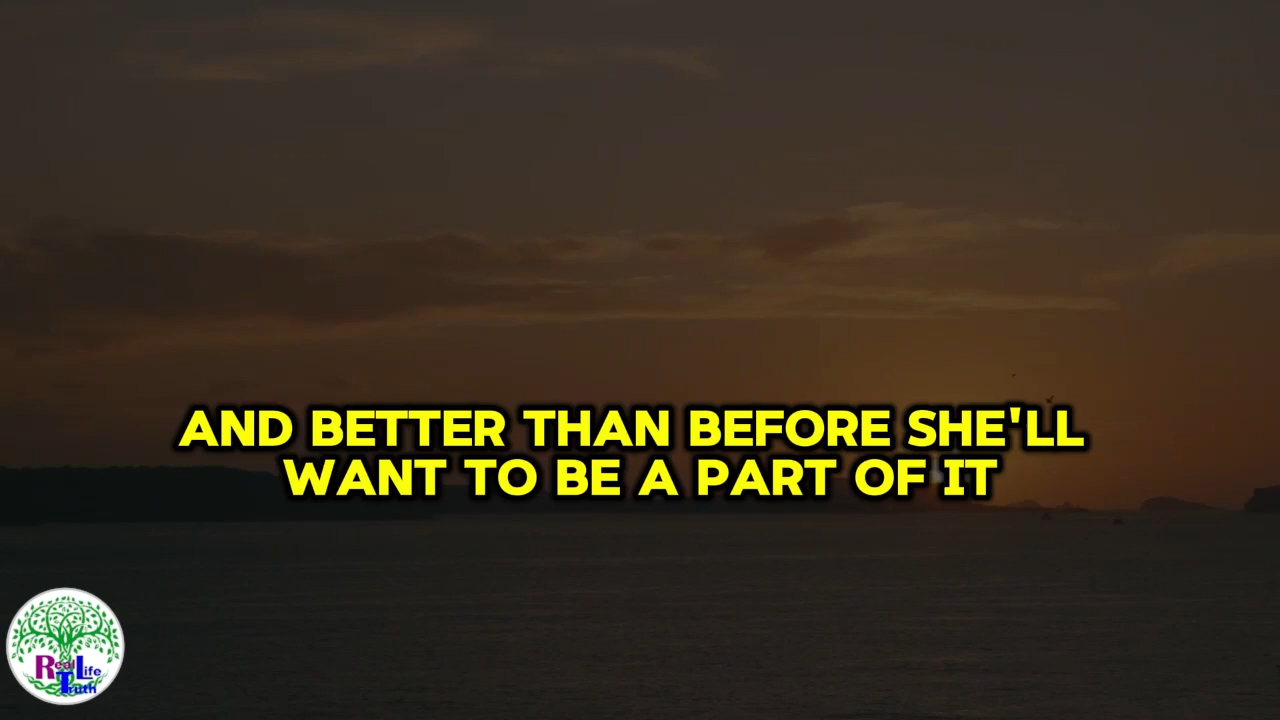 AND BETTER THAN BEFORE SHE'LL
WANT TO BE A PART OF IT
Real Life
Truth